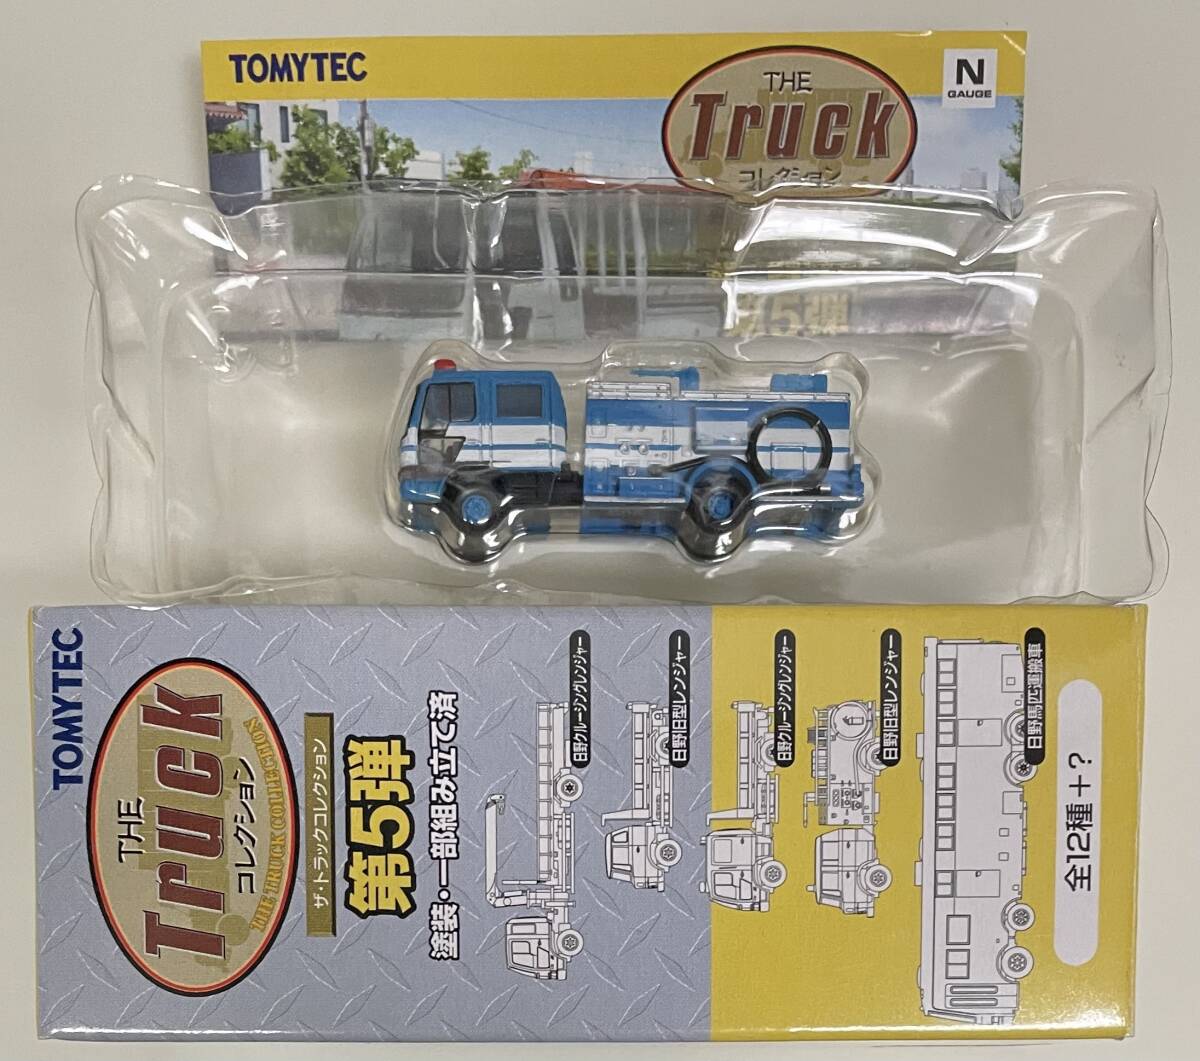 TOMYTEC
THE
Truck
コレクション
N
GAUGE
第5弾
TOMYTEC
THE
Truck
コレクション
THE TRUCK COLLECTION
ザ・トラックコレクション
第5弾
塗装・一部組み立て済
日野クルージングレンジャー
日野旧型レンジャー
日野クルージングレンジャー
日野旧型レンジャー
日野馬匹運搬車
全12種+?